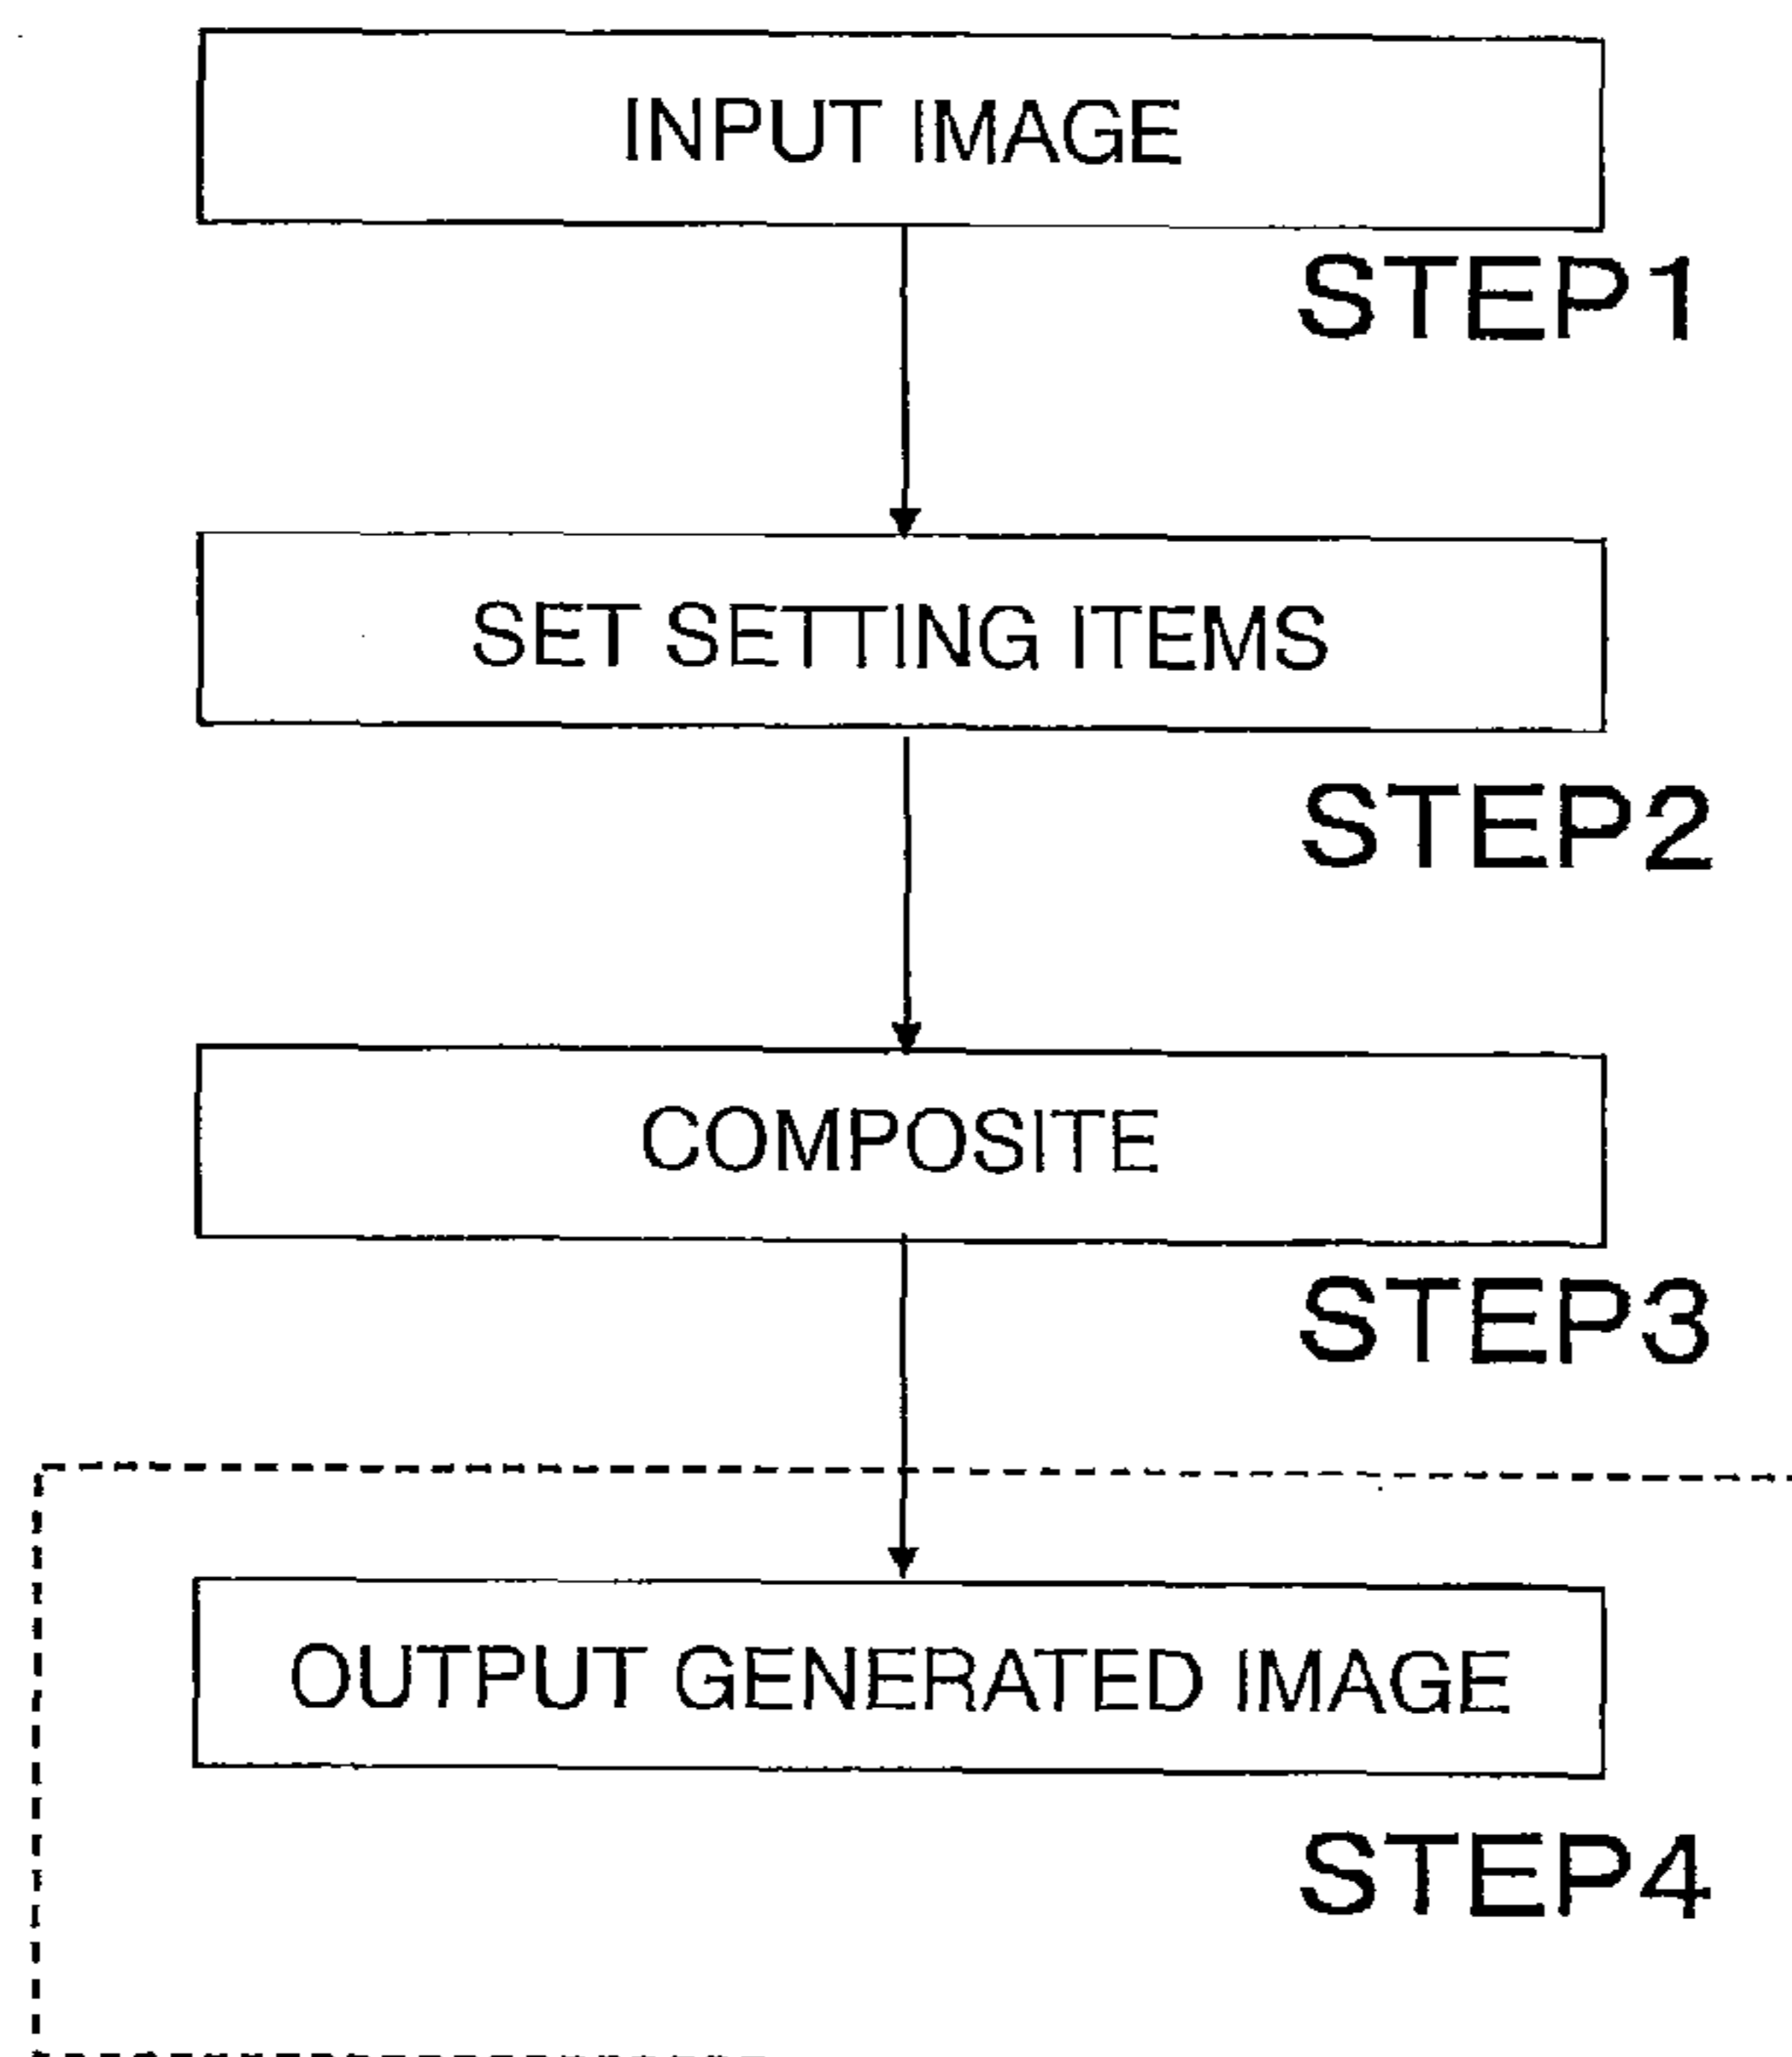 INPUT IMAGE
STEP1
SET SETTING ITEMS
STEP2
COMPOSITE
STEP3
OUTPUT GENERATED IMAGE
STEP4